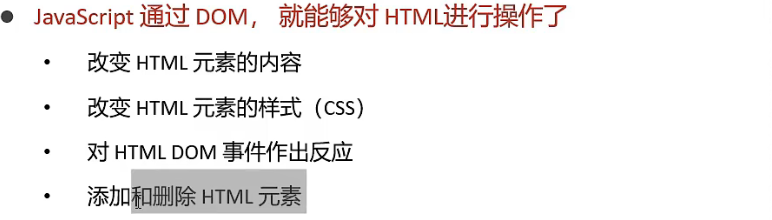 ● JavaScript 通过 DOM， 就能够对 HTML进行操作了
• 改变 HTML 元素的内容
• 改变 HTML 元素的样式（CSS）
• 对 HTML DOM 事件作出反应
• 添加和删除 HTML 元素